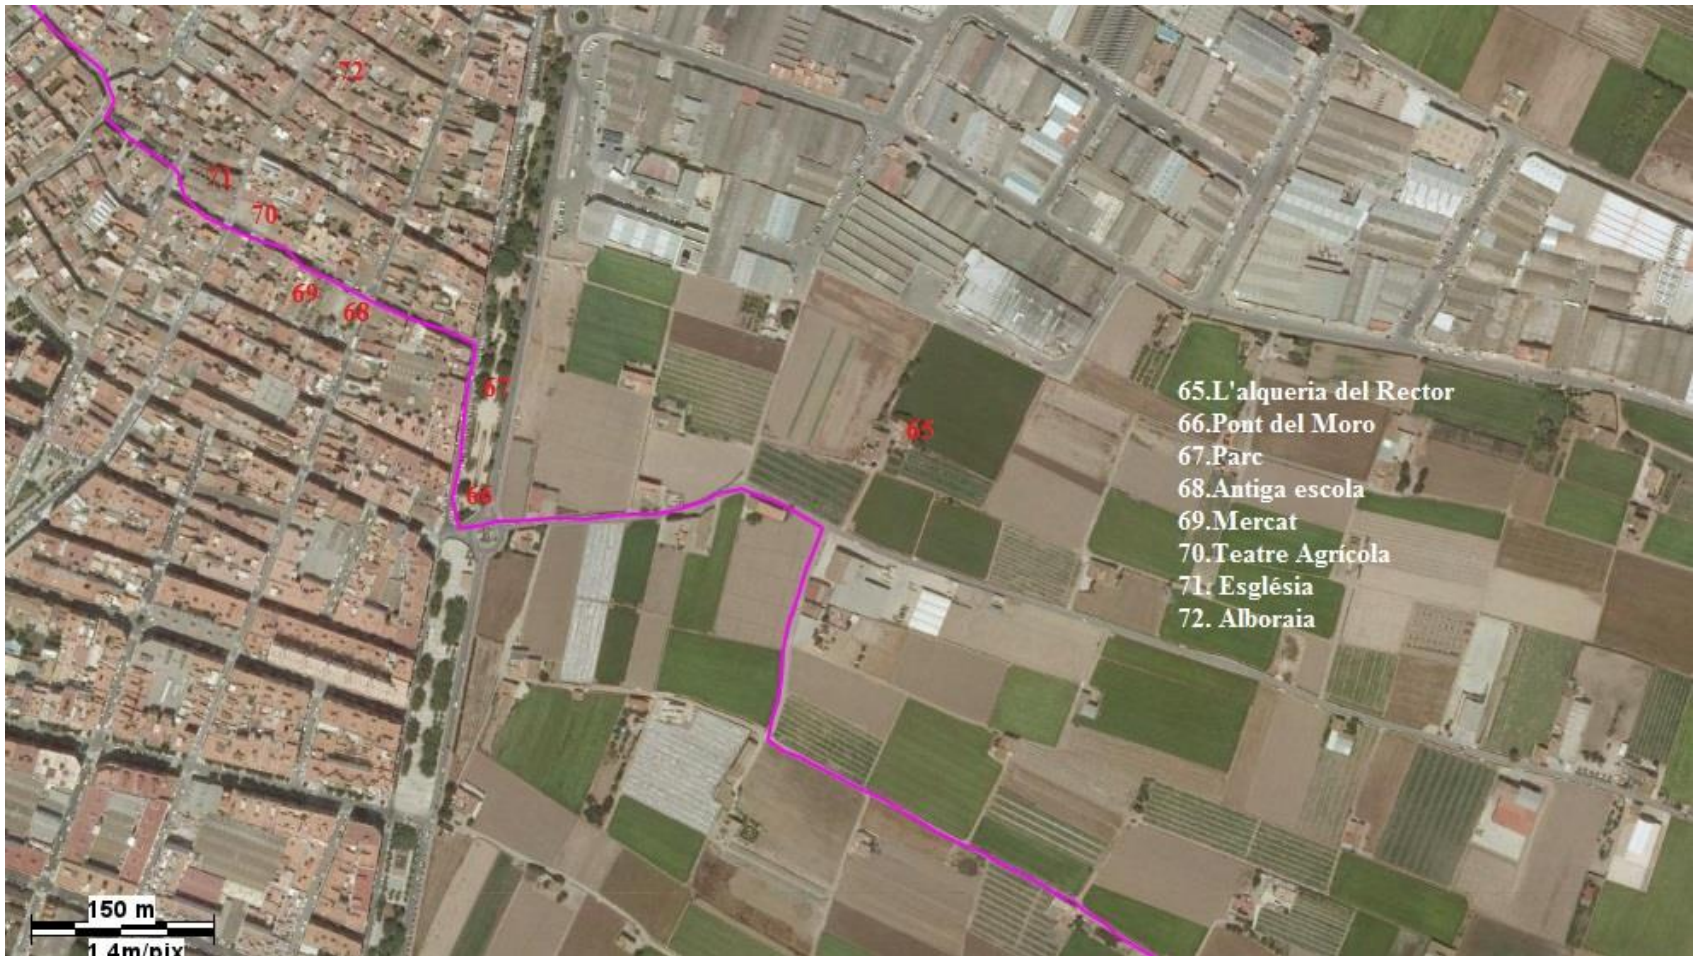 72
71
70
69
68
67
65
66
65.L'alqueria del Rector
66.Pont del Moro
67.Parc
68.Antiga escola
69.Mercat
70.Teatre Agrícola
71. Església
72. Alboraia
150 m
1.4m/pix